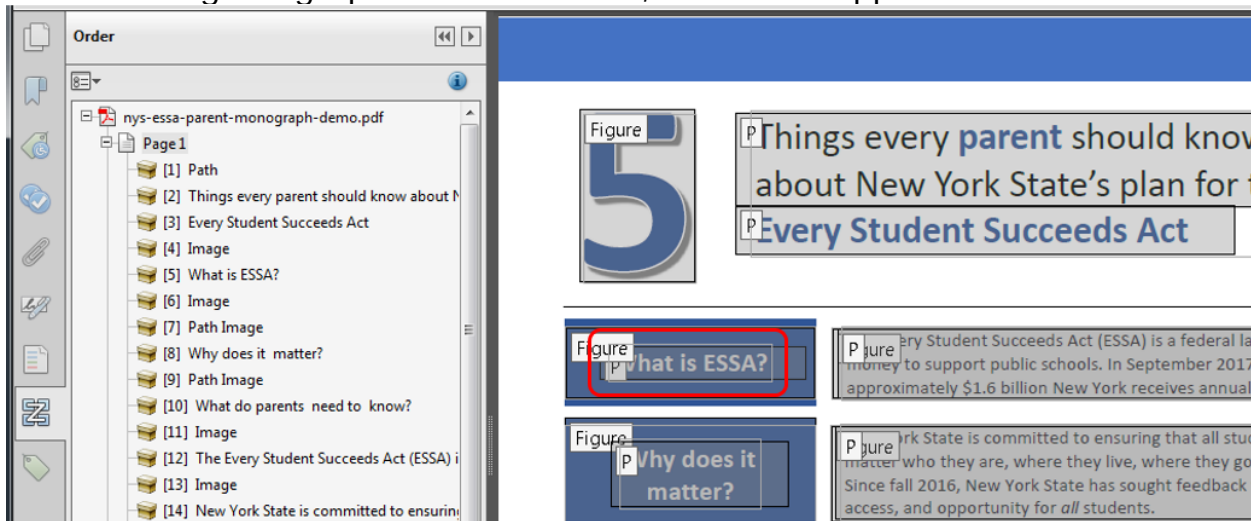 Order
nys-essa-parent-monograph-demo.pdf
Page 1
[1] Path
[2] Things every parent should know about N
[3] Every Student Succeeds Act
[4] Image
[5] What is ESSA?
[6] Image
[7] Path Image
[8] Why does it matter?
[9] Path Image
[10] What do parents need to know?
[11] Image
[12] The Every Student Succeeds Act (ESSA) i
[13] Image
[14] New York State is committed to ensuring
Figure
5
P Things every parent should know
about New York State's plan for
P Every Student Succeeds Act
Figure
P What is ESSA?
P gure ery Student Succeeds Act (ESSA) is a federal la
money to support public schools. In September 2017
approximately $1.6 billion New York receives annual
Figure
P Why does it
matter?
P gure rk State is committed to ensuring that all stu
matter who they are, where they live, where they go
Since fall 2016, New York State has sought feedback
access, and opportunity for all students.